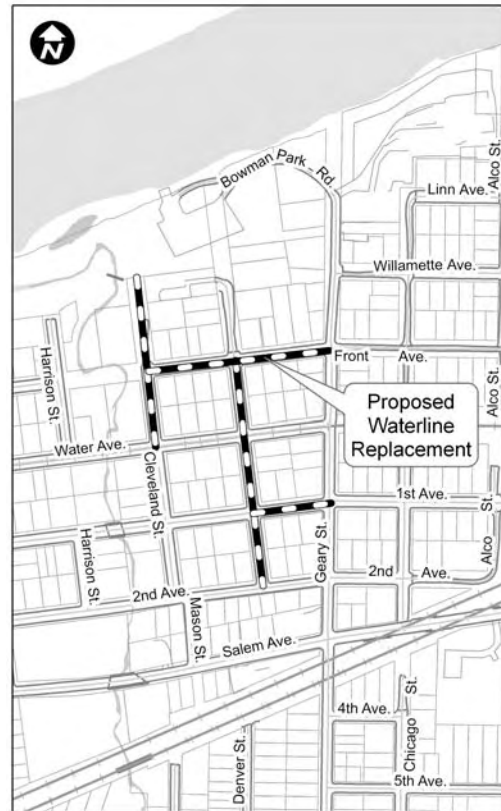 N
Bowman Park Rd.
Alco St.
Linn Ave.
Willamette Ave.
Harrison St.
Front Ave.
Proposed
Waterline
Replacement
Alco St.
Water Ave.
Cleveland St.
1st Ave.
Harrison St.
Geary St.
Alco St.
2nd Ave.
2nd Ave.
Mason St.
Salem Ave.
Denver St.
4th Ave.
Chicago St.
5th Ave.